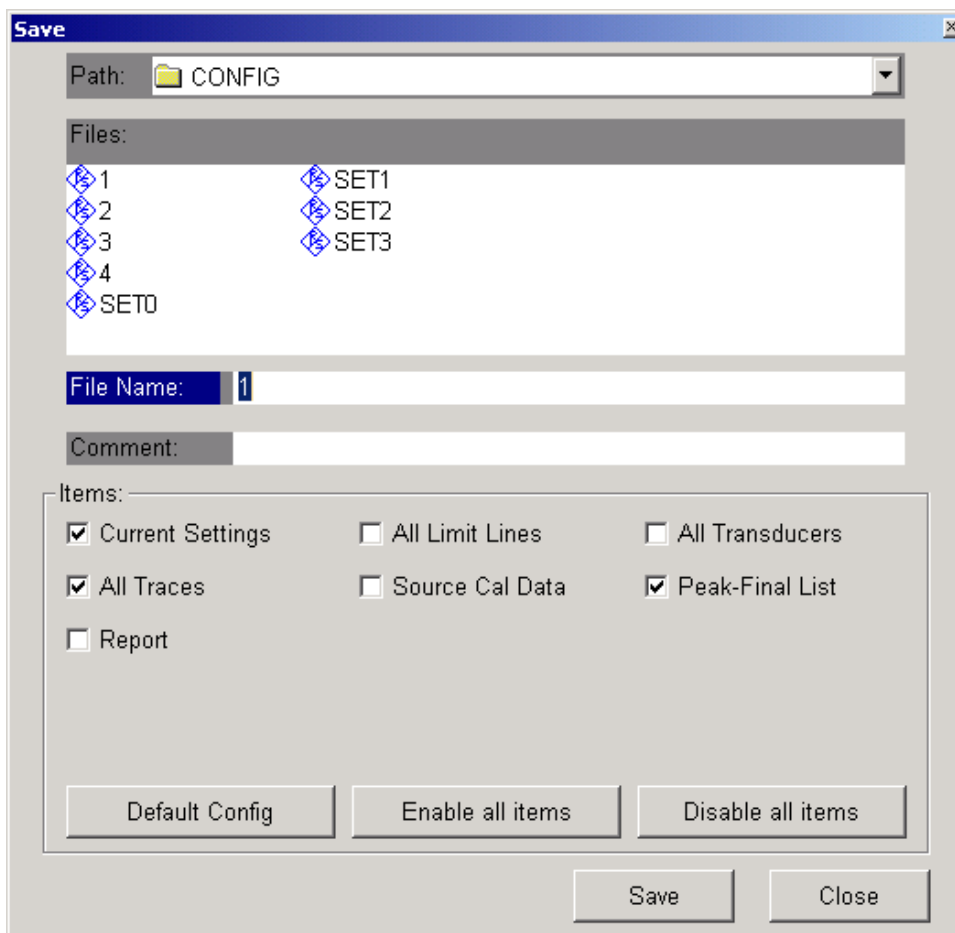 Save
Path: CONFIG
Files:
1 SET1
2 SET2
3 SET3
4
SET0
File Name: 1
Comment:
Items:
Current Settings All Limit Lines All Transducers
All Traces Source Cal Data Peak-Final List
Report
Default Config Enable all items Disable all items
Save Close